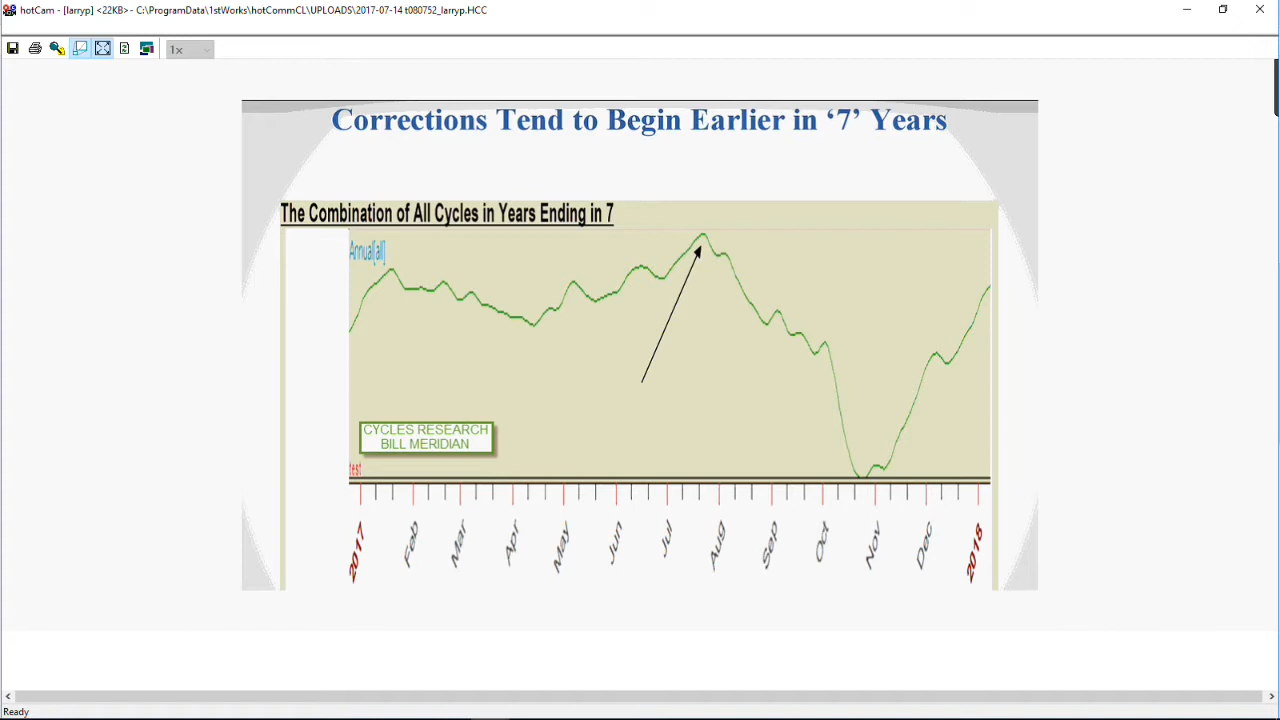 hotCam - [larryp] <22KB> - C:\ProgramData\1stWorks\hotCommCL\UPLOADS\2017-07-14 t080752_larryp.HCC
1x
Corrections Tend to Begin Earlier in ‘7’ Years
The Combination of All Cycles in Years Ending in 7
Annual[all]
CYCLES RESEARCH
BILL MERIDIAN
test
2017 Feb Mar Apr May Jun Jul Aug Sep Oct Nov Dec 2018
Ready